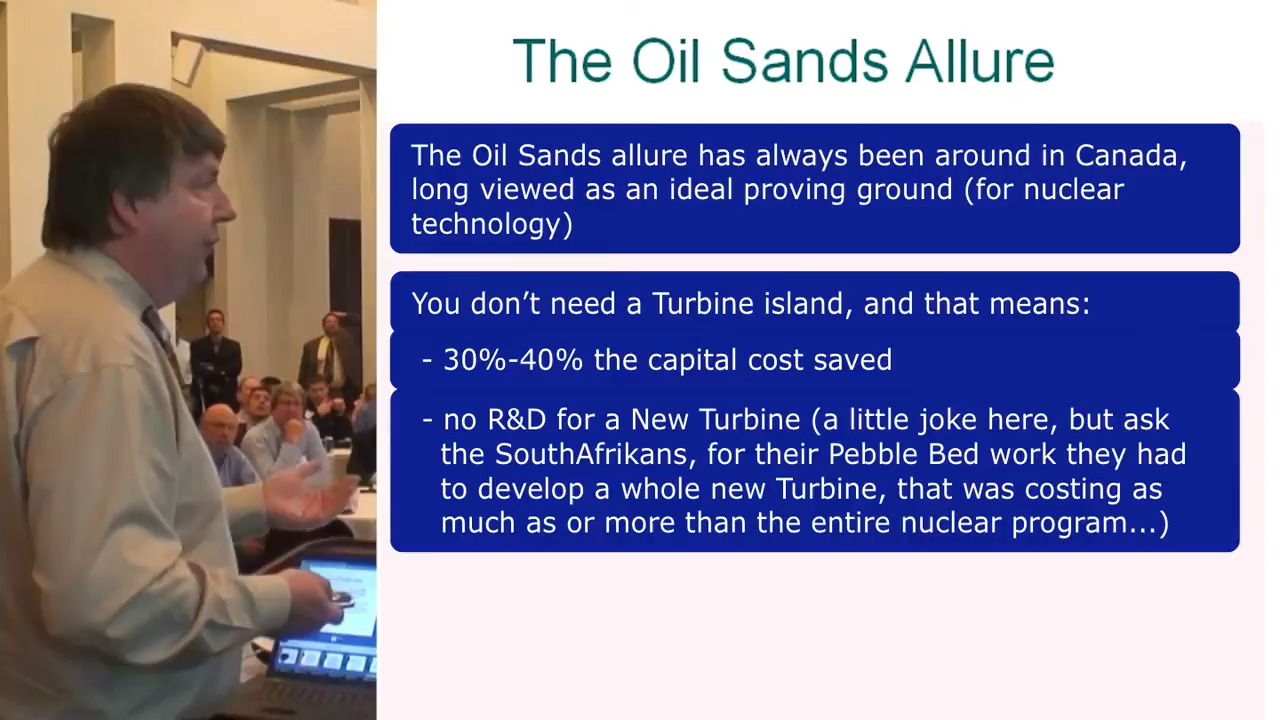 The Oil Sands Allure
The Oil Sands allure has always been around in Canada,
long viewed as an ideal proving ground (for nuclear
technology)
You don’t need a Turbine island, and that means:
- 30%-40% the capital cost saved
- no R&D for a New Turbine (a little joke here, but ask
the SouthAfrikans, for their Pebble Bed work they had
to develop a whole new Turbine, that was costing as
much as or more than the entire nuclear program...)